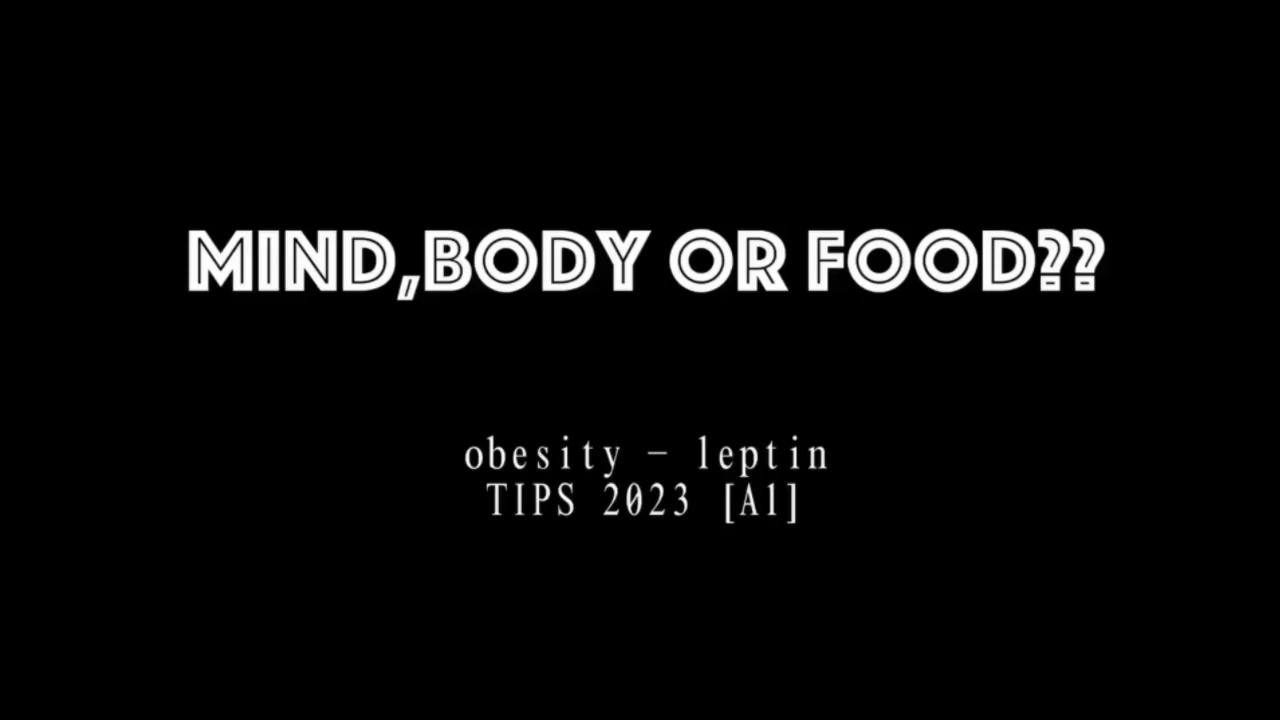 MIND,BODY OR FOOD??
obesity - leptin
TIPS 2023 [A1]